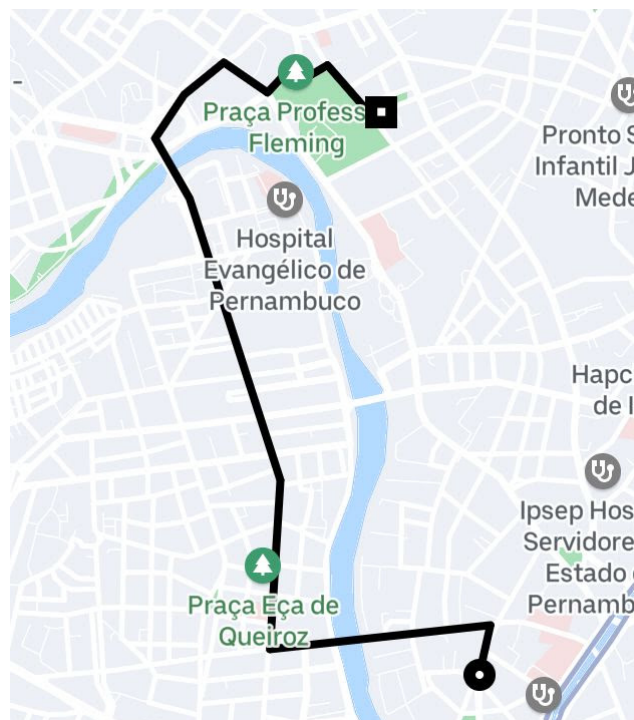 -
Praça Profess
Fleming
Pronto S
Infantil J
Mede
Hospital
Evangélico de
Pernambuco
Hapc
de I
Ipsep Hos
Servidore
Estado
Pernamb
Praça Eça de
Queiroz